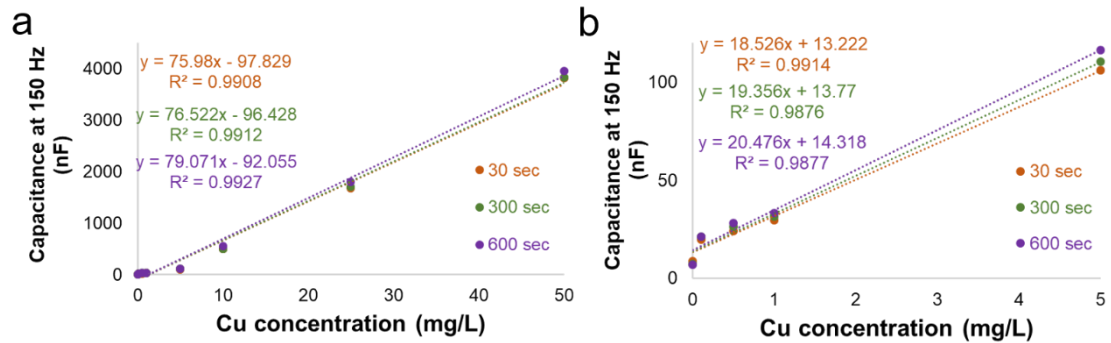 a
y = 75.98x - 97.829
R² = 0.9908
y = 76.522x - 96.428
R² = 0.9912
y = 79.071x - 92.055
R² = 0.9927
30 sec
300 sec
600 sec
Capacitance at 150 Hz
(nF)
4000
3000
2000
1000
0
0
10
20
30
40
50
Cu concentration (mg/L)
b
y = 18.526x + 13.222
R² = 0.9914
y = 19.356x + 13.77
R² = 0.9876
y = 20.476x + 14.318
R² = 0.9877
30 sec
300 sec
600 sec
Capacitance at 150 Hz
(nF)
100
50
0
0
1
2
3
4
5
Cu concentration (mg/L)